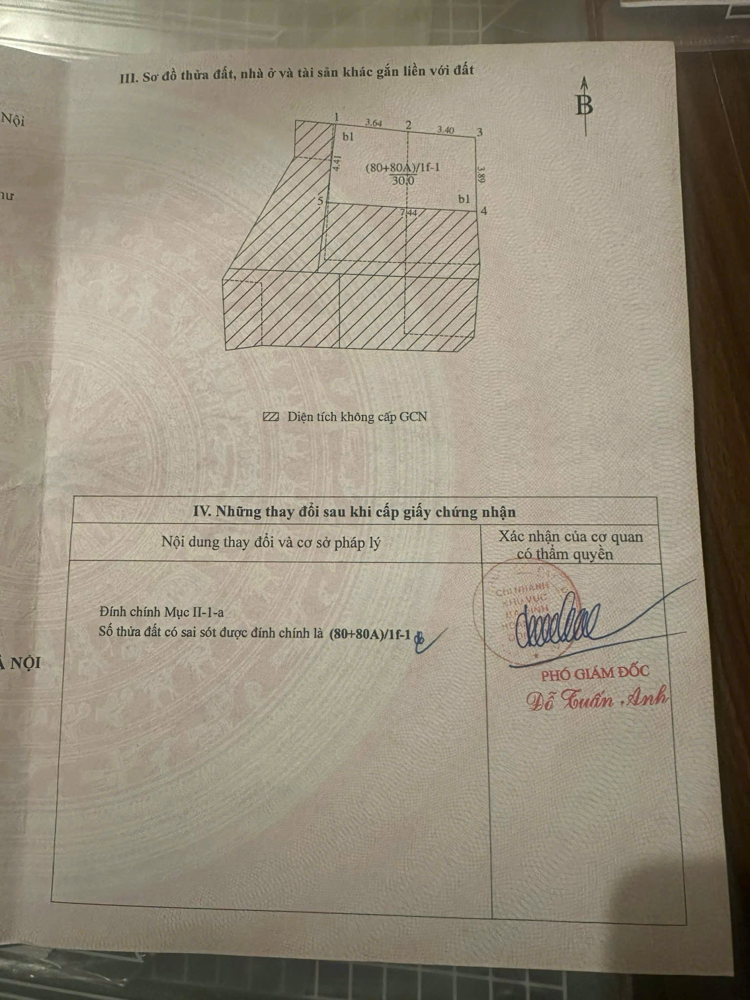 III. Sơ đồ thửa đất, nhà ở và tài sản khác gắn liền với đất
B
Nội
hư
À NỘI
1
3.64
2
3.40
3
b1
4.41
(80+80A)/1f-1
30.0
3.89
5
b1
7.44
4
Diện tích không cấp GCN
IV. Những thay đổi sau khi cấp giấy chứng nhận
Nội dung thay đổi và cơ sở pháp lý
Xác nhận của cơ quan
có thẩm quyền
Đính chính Mục II-1-a
Số thửa đất có sai sót được đính chính là (80+80A)/1f-1
CHI NHÁNH
KHU VỰC
PHÓ GIÁM ĐỐC
Đỗ Tuấn Anh